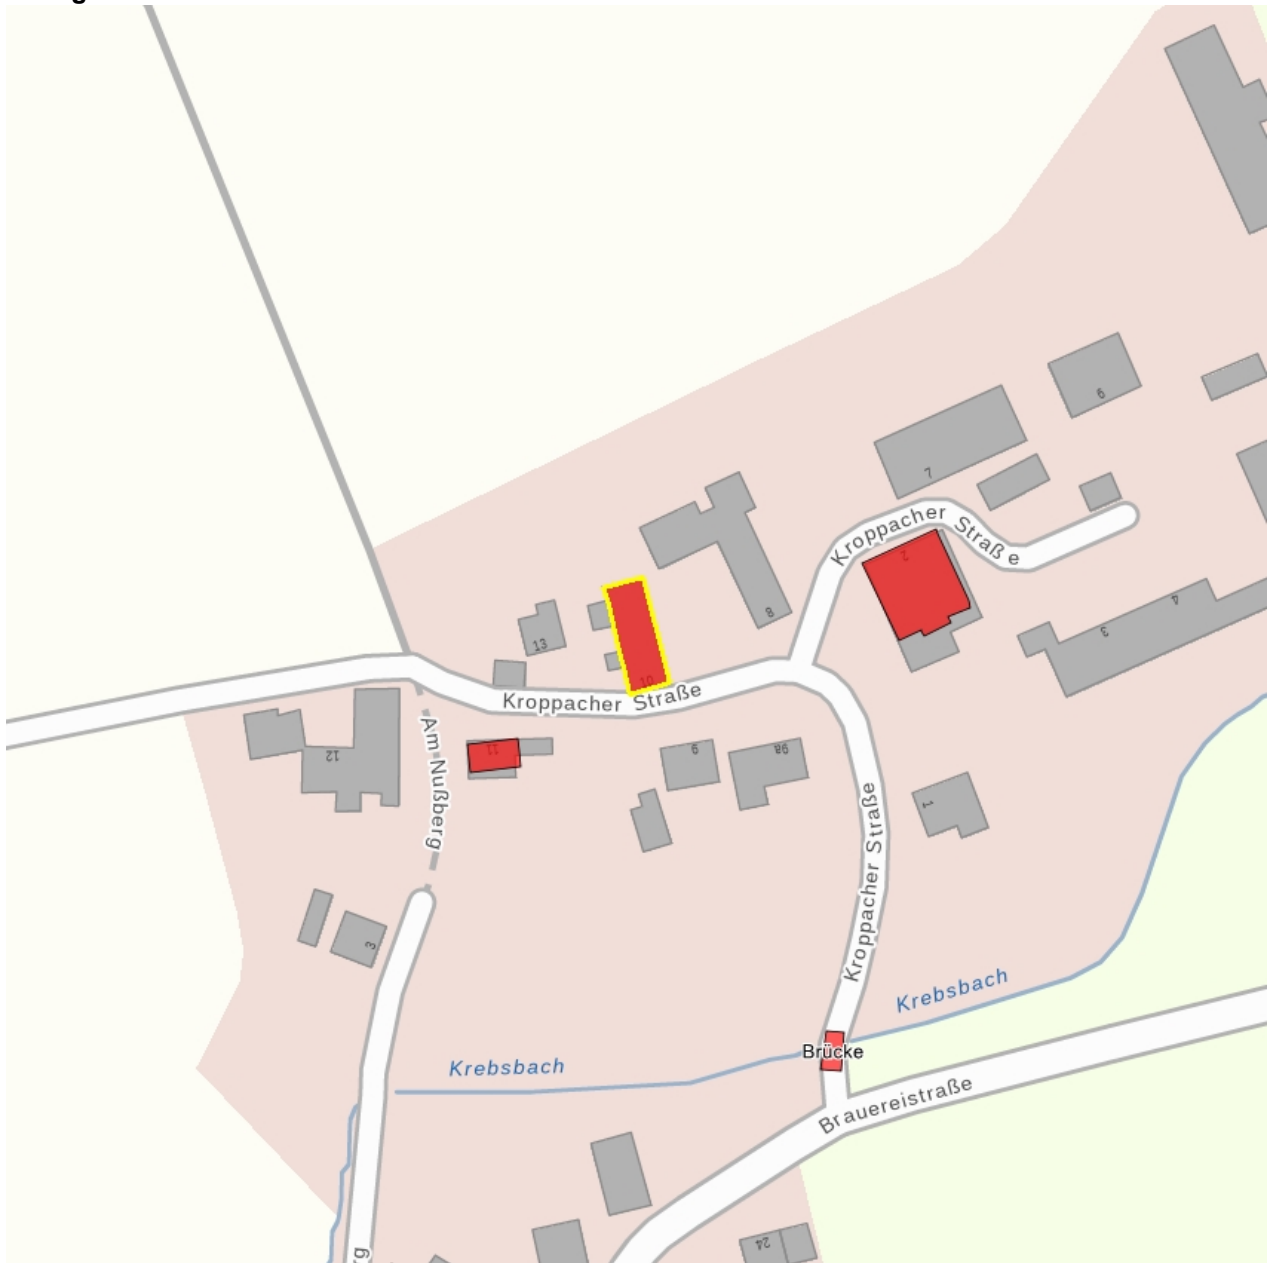 6
7
Kroppacher Straße
2
8
4
3
13
10
Kroppacher Straße
Am Nußberg
12
11
9
9a
Kroppacher Straße
1
3
Krebsbach
Brücke
Krebsbach
Brauereistraße
24